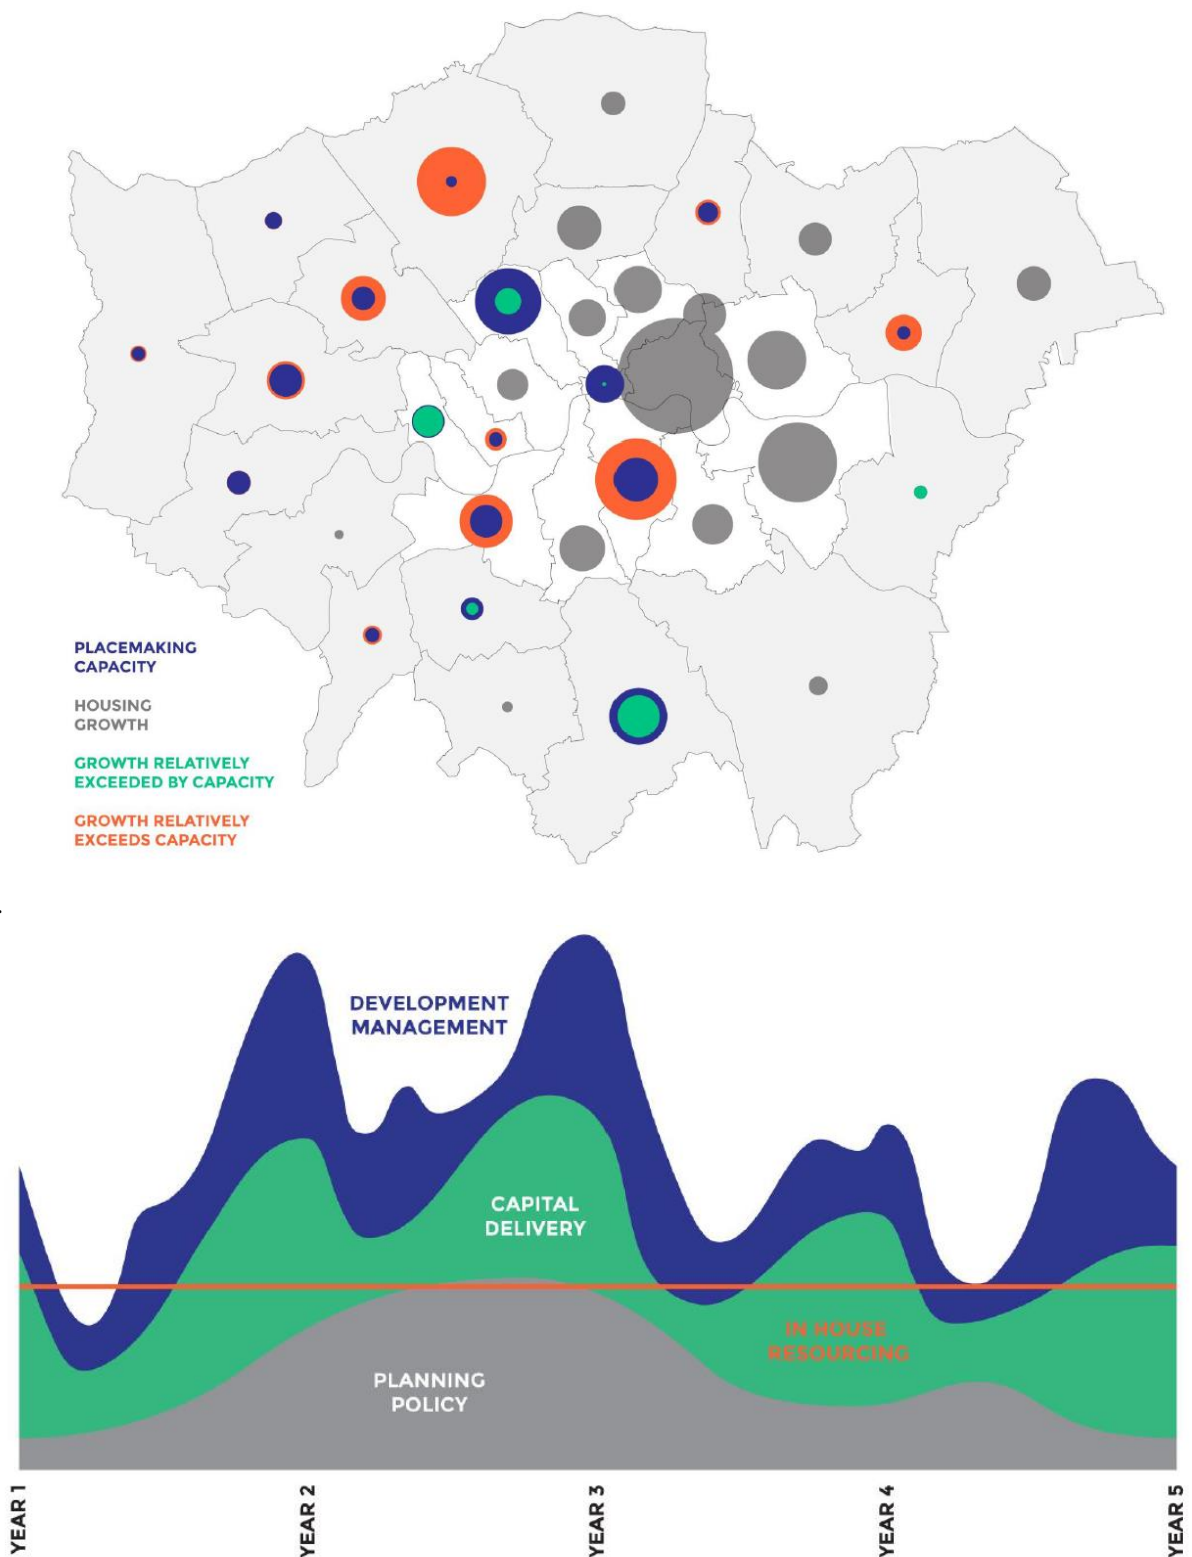 PLACEMAKING
CAPACITY
HOUSING
GROWTH
GROWTH RELATIVELY
EXCEEDED BY CAPACITY
GROWTH RELATIVELY
EXCEEDS CAPACITY
DEVELOPMENT
MANAGEMENT
CAPITAL
DELIVERY
IN HOUSE
RESOURCING
PLANNING
POLICY
YEAR 1
YEAR 2
YEAR 3
YEAR 4
YEAR 5